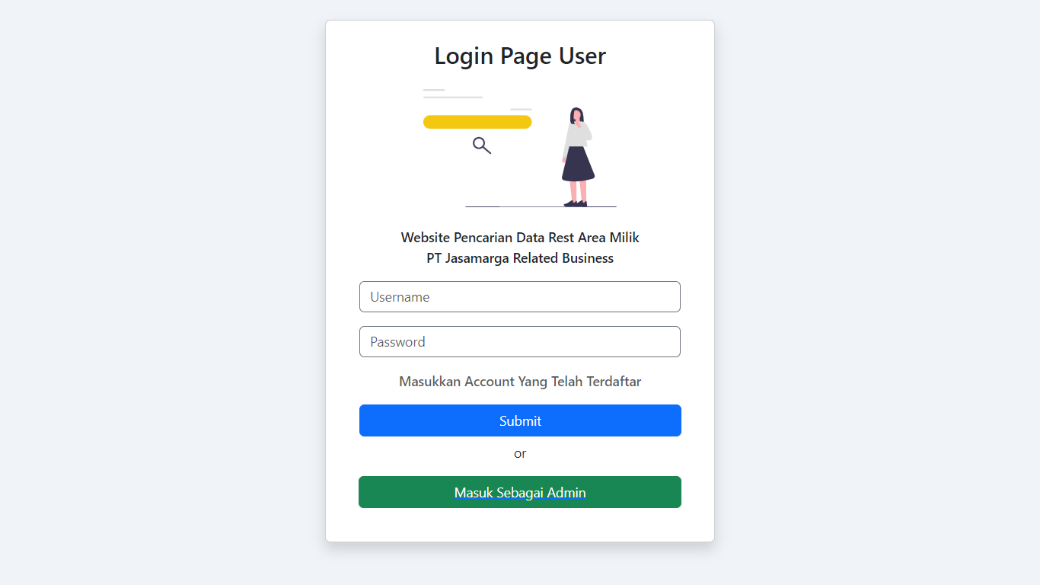 Login Page User
Website Pencarian Data Rest Area Milik
PT Jasamarga Related Business
Username
Password
Masukkan Account Yang Telah Terdaftar
Submit
or
Masuk Sebagai Admin